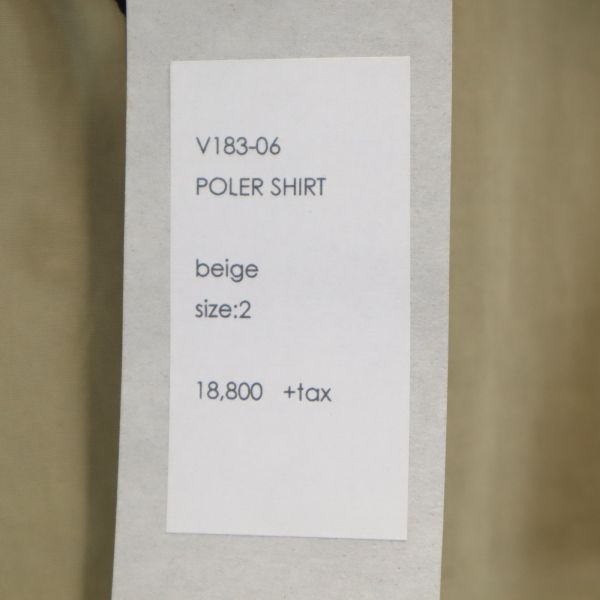 V183-06
POLER SHIRT
beige
size:2
18,800 +tax